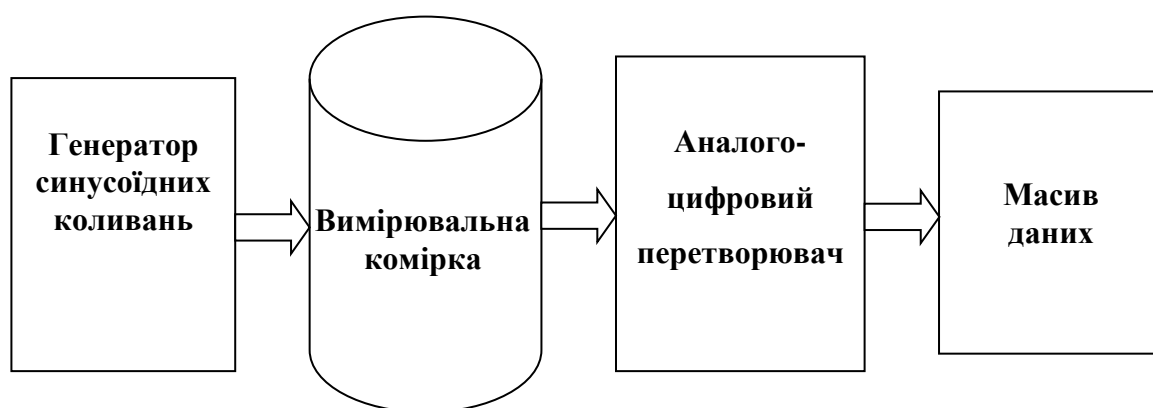 Генератор
синусоїдних
коливань
Вимірювальна
комірка
Аналого-
цифровий
перетворювач
Масив
даних